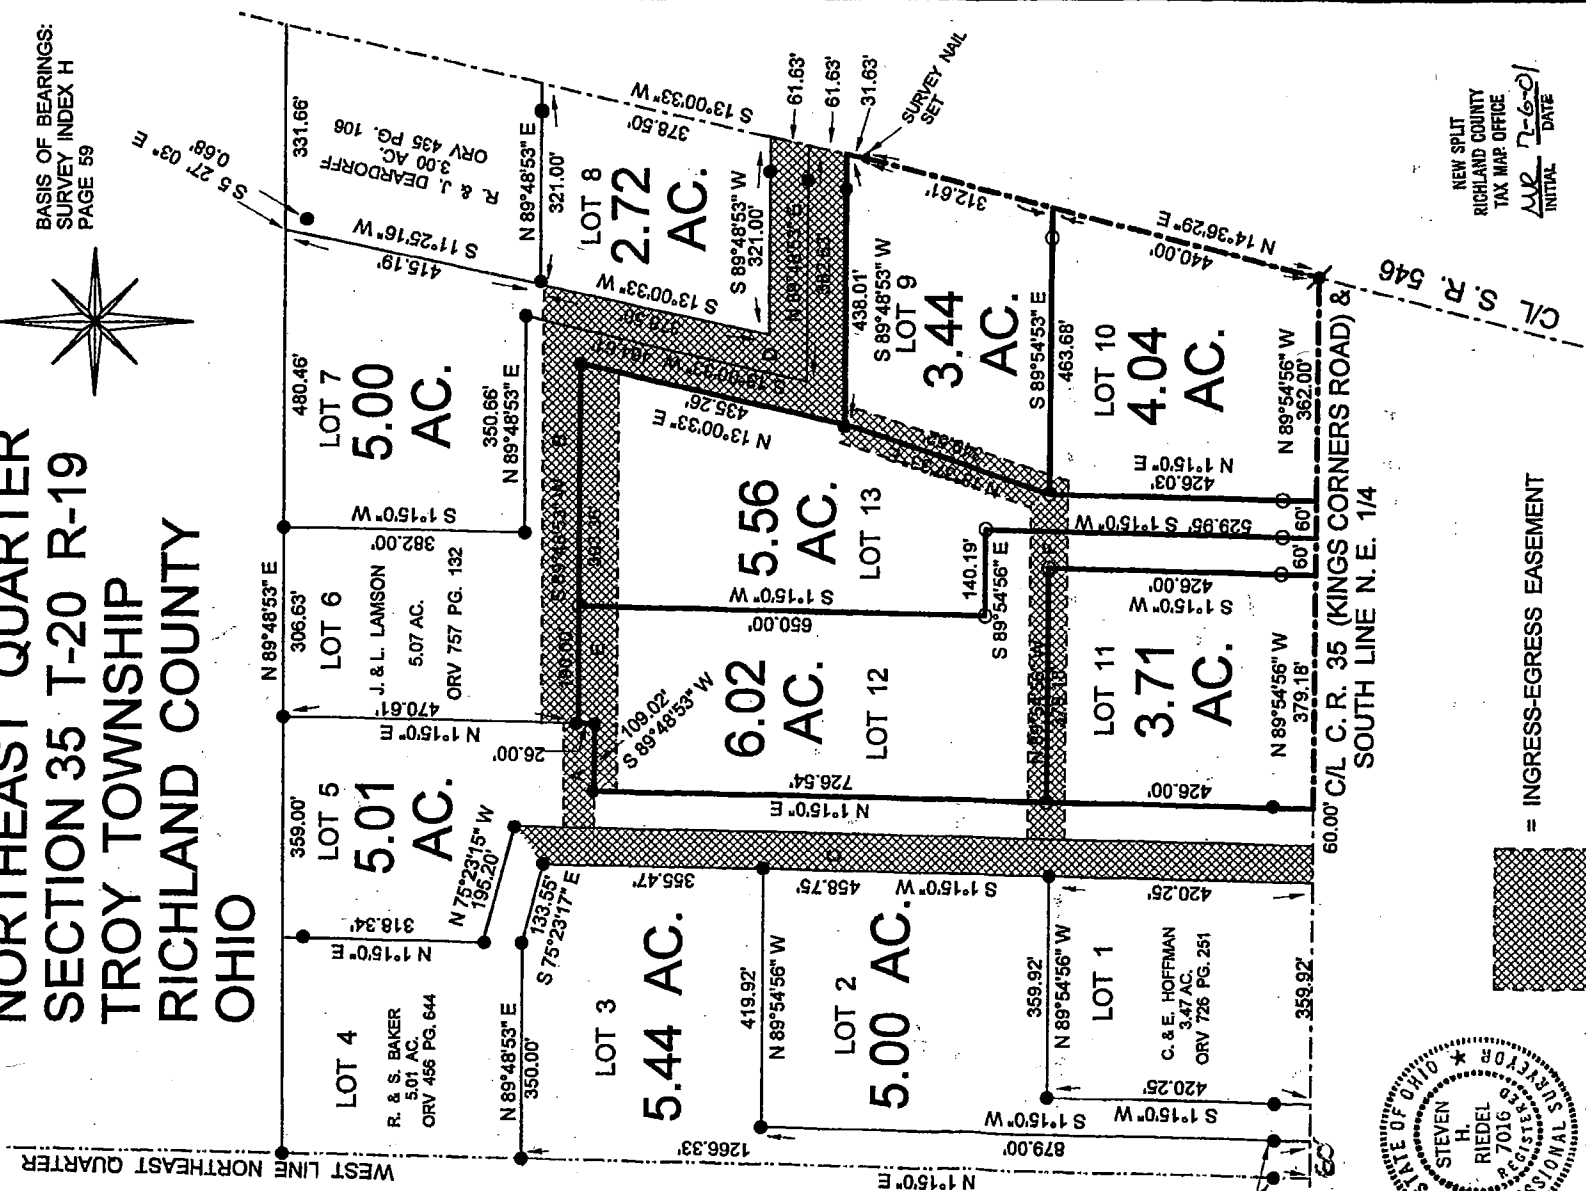 NORTHEAST QUARTER
SECTION 35 T-20 R-19
TROY TOWNSHIP
RICHLAND COUNTY
OHIO
BASIS OF BEARINGS:
SURVEY INDEX H
PAGE 59
WEST LINE NORTHEAST QUARTER
N 89°48'53" E
359.00'
306.63'
480.46'
331.66'
S 5 27' 03" E
0.68'
LOT 4
R. & S. BAKER
5.01 AC.
ORV 456 PG. 644
N 1°15'0" E
318.34'
N 89°48'53" E
350.00'
LOT 5
5.01
AC.
N 75°23'15" W
195.20'
133.55'
S 75°23'17" E
N 1°15'0" E
470.61'
26.00'
LOT 6
J. & L. LAMSON
5.07 AC.
ORV 757 PG. 132
S 1°15'0" W
382.00'
LOT 7
5.00
AC.
350.66'
N 89°48'53" E
S 11°25'16" W
415.19'
R. & J. DEARDORFF
3.00 AC.
ORV 435 PG. 106
N 89°48'53" E
321.00'
LOT 8
2.72
AC.
S 13°00'33" W
378.50'
S 13°00'33" W
378.50'
S 89°48'53" W
321.00'
61.63'
61.63'
31.63'
SURVEY NAIL
SET
S 89°48'53" W
N 13°00'33" E
435.26'
438.01'
S 89°48'53" W
LOT 9
3.44
AC.
312.61'
S 89°54'53" E
463.68'
LOT 10
4.04
AC.
N 14°36'29" E
440.00'
N 1°15'0" E
426.03'
N 89°54'56" W
362.00'
C/L S. R. 546
LOT 13
5.56
AC.
140.19'
S 89°54'56" E
S 1°15'0" W
529.95'
60'
60'
S 1°15'0" W
650.00'
109.02'
S 89°48'53" W
LOT 12
6.02
AC.
726.54'
N 1°15'0" E
LOT 11
3.71
AC.
S 1°15'0" W
426.00'
426.00'
N 89°54'56" W
379.18'
LOT 3
5.44 AC.
355.47'
419.92'
N 89°54'56" W
LOT 2
5.00 AC.
458.75'
S 1°15'0" W
359.92'
N 89°54'56" W
LOT 1
C. & E. HOFFMAN
3.47 AC.
ORV 726 PG. 251
420.25'
420.25'
S 1°15'0" W
S 1°15'0" W
1266.33'
879.00'
N 1°15'0" E
359.92'
60.00'
C/L C. R. 35 (KINGS CORNERS ROAD) &
SOUTH LINE N. E. 1/4
= INGRESS-EGRESS EASEMENT
NEW SPLIT
RICHLAND COUNTY
TAX MAP OFFICE
7-6-01
INITIAL DATE
STATE OF OHIO
STEVEN
H.
RIEDEL
7016
REGISTERED
SURVEYOR